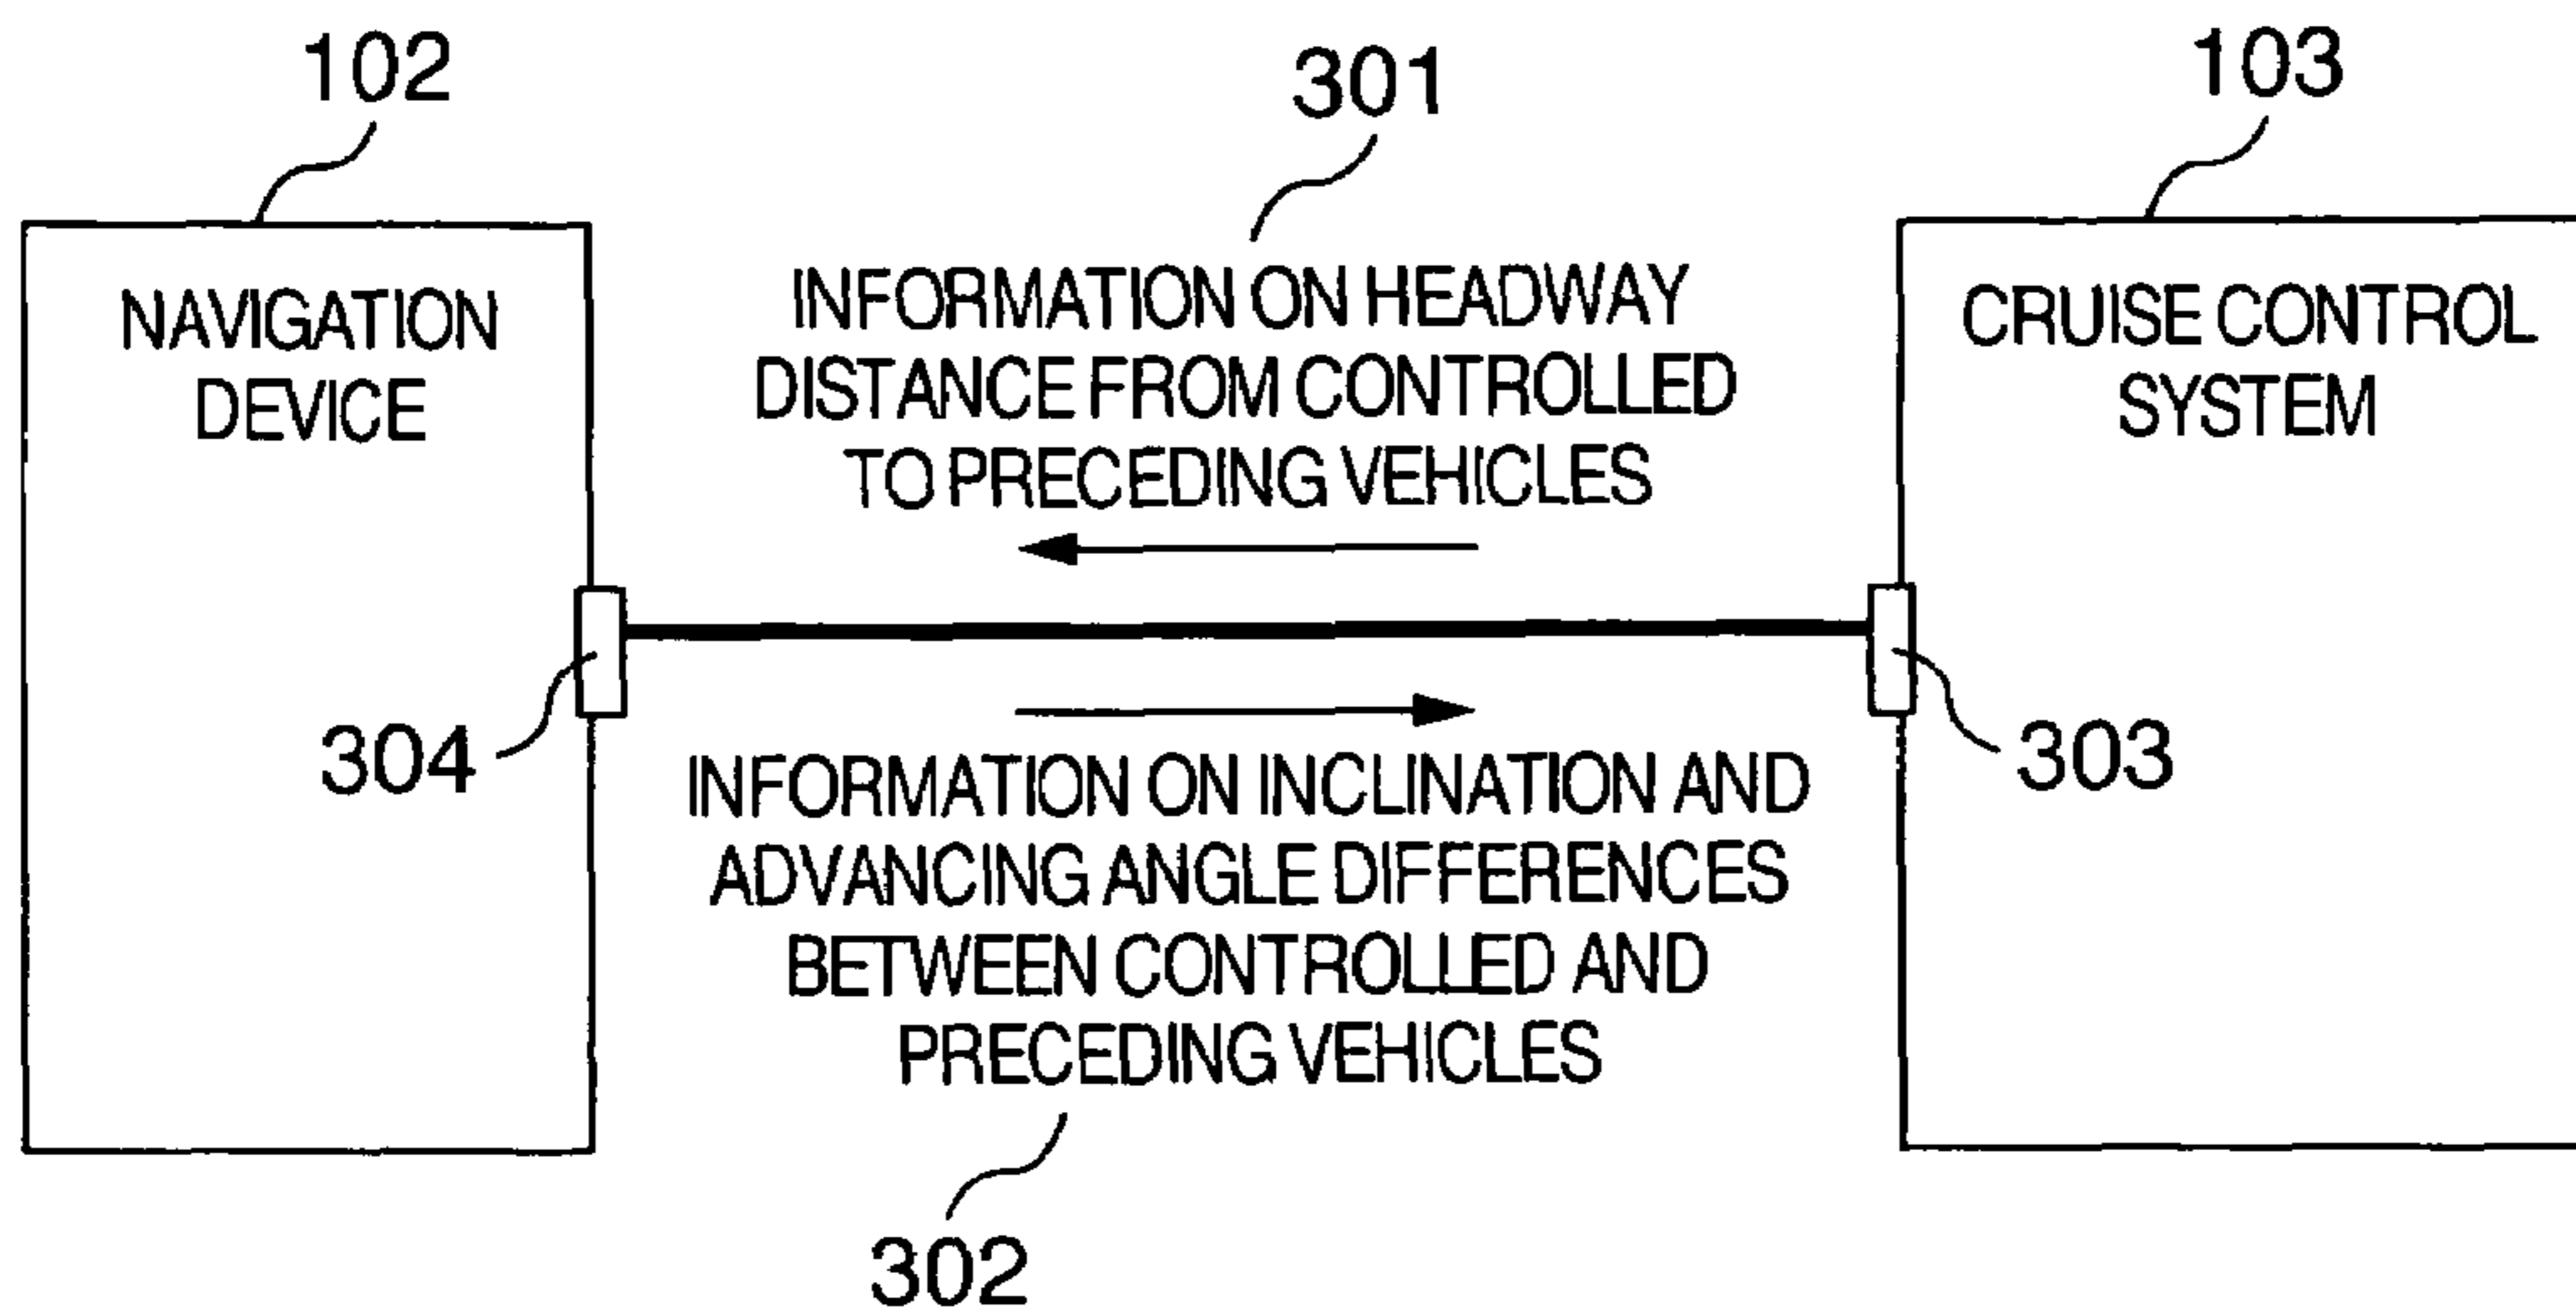 102
301
103
NAVIGATION
DEVICE
INFORMATION ON HEADWAY
DISTANCE FROM CONTROLLED
TO PRECEDING VEHICLES
CRUISE CONTROL
SYSTEM
304
303
INFORMATION ON INCLINATION AND
ADVANCING ANGLE DIFFERENCES
BETWEEN CONTROLLED AND
PRECEDING VEHICLES
302